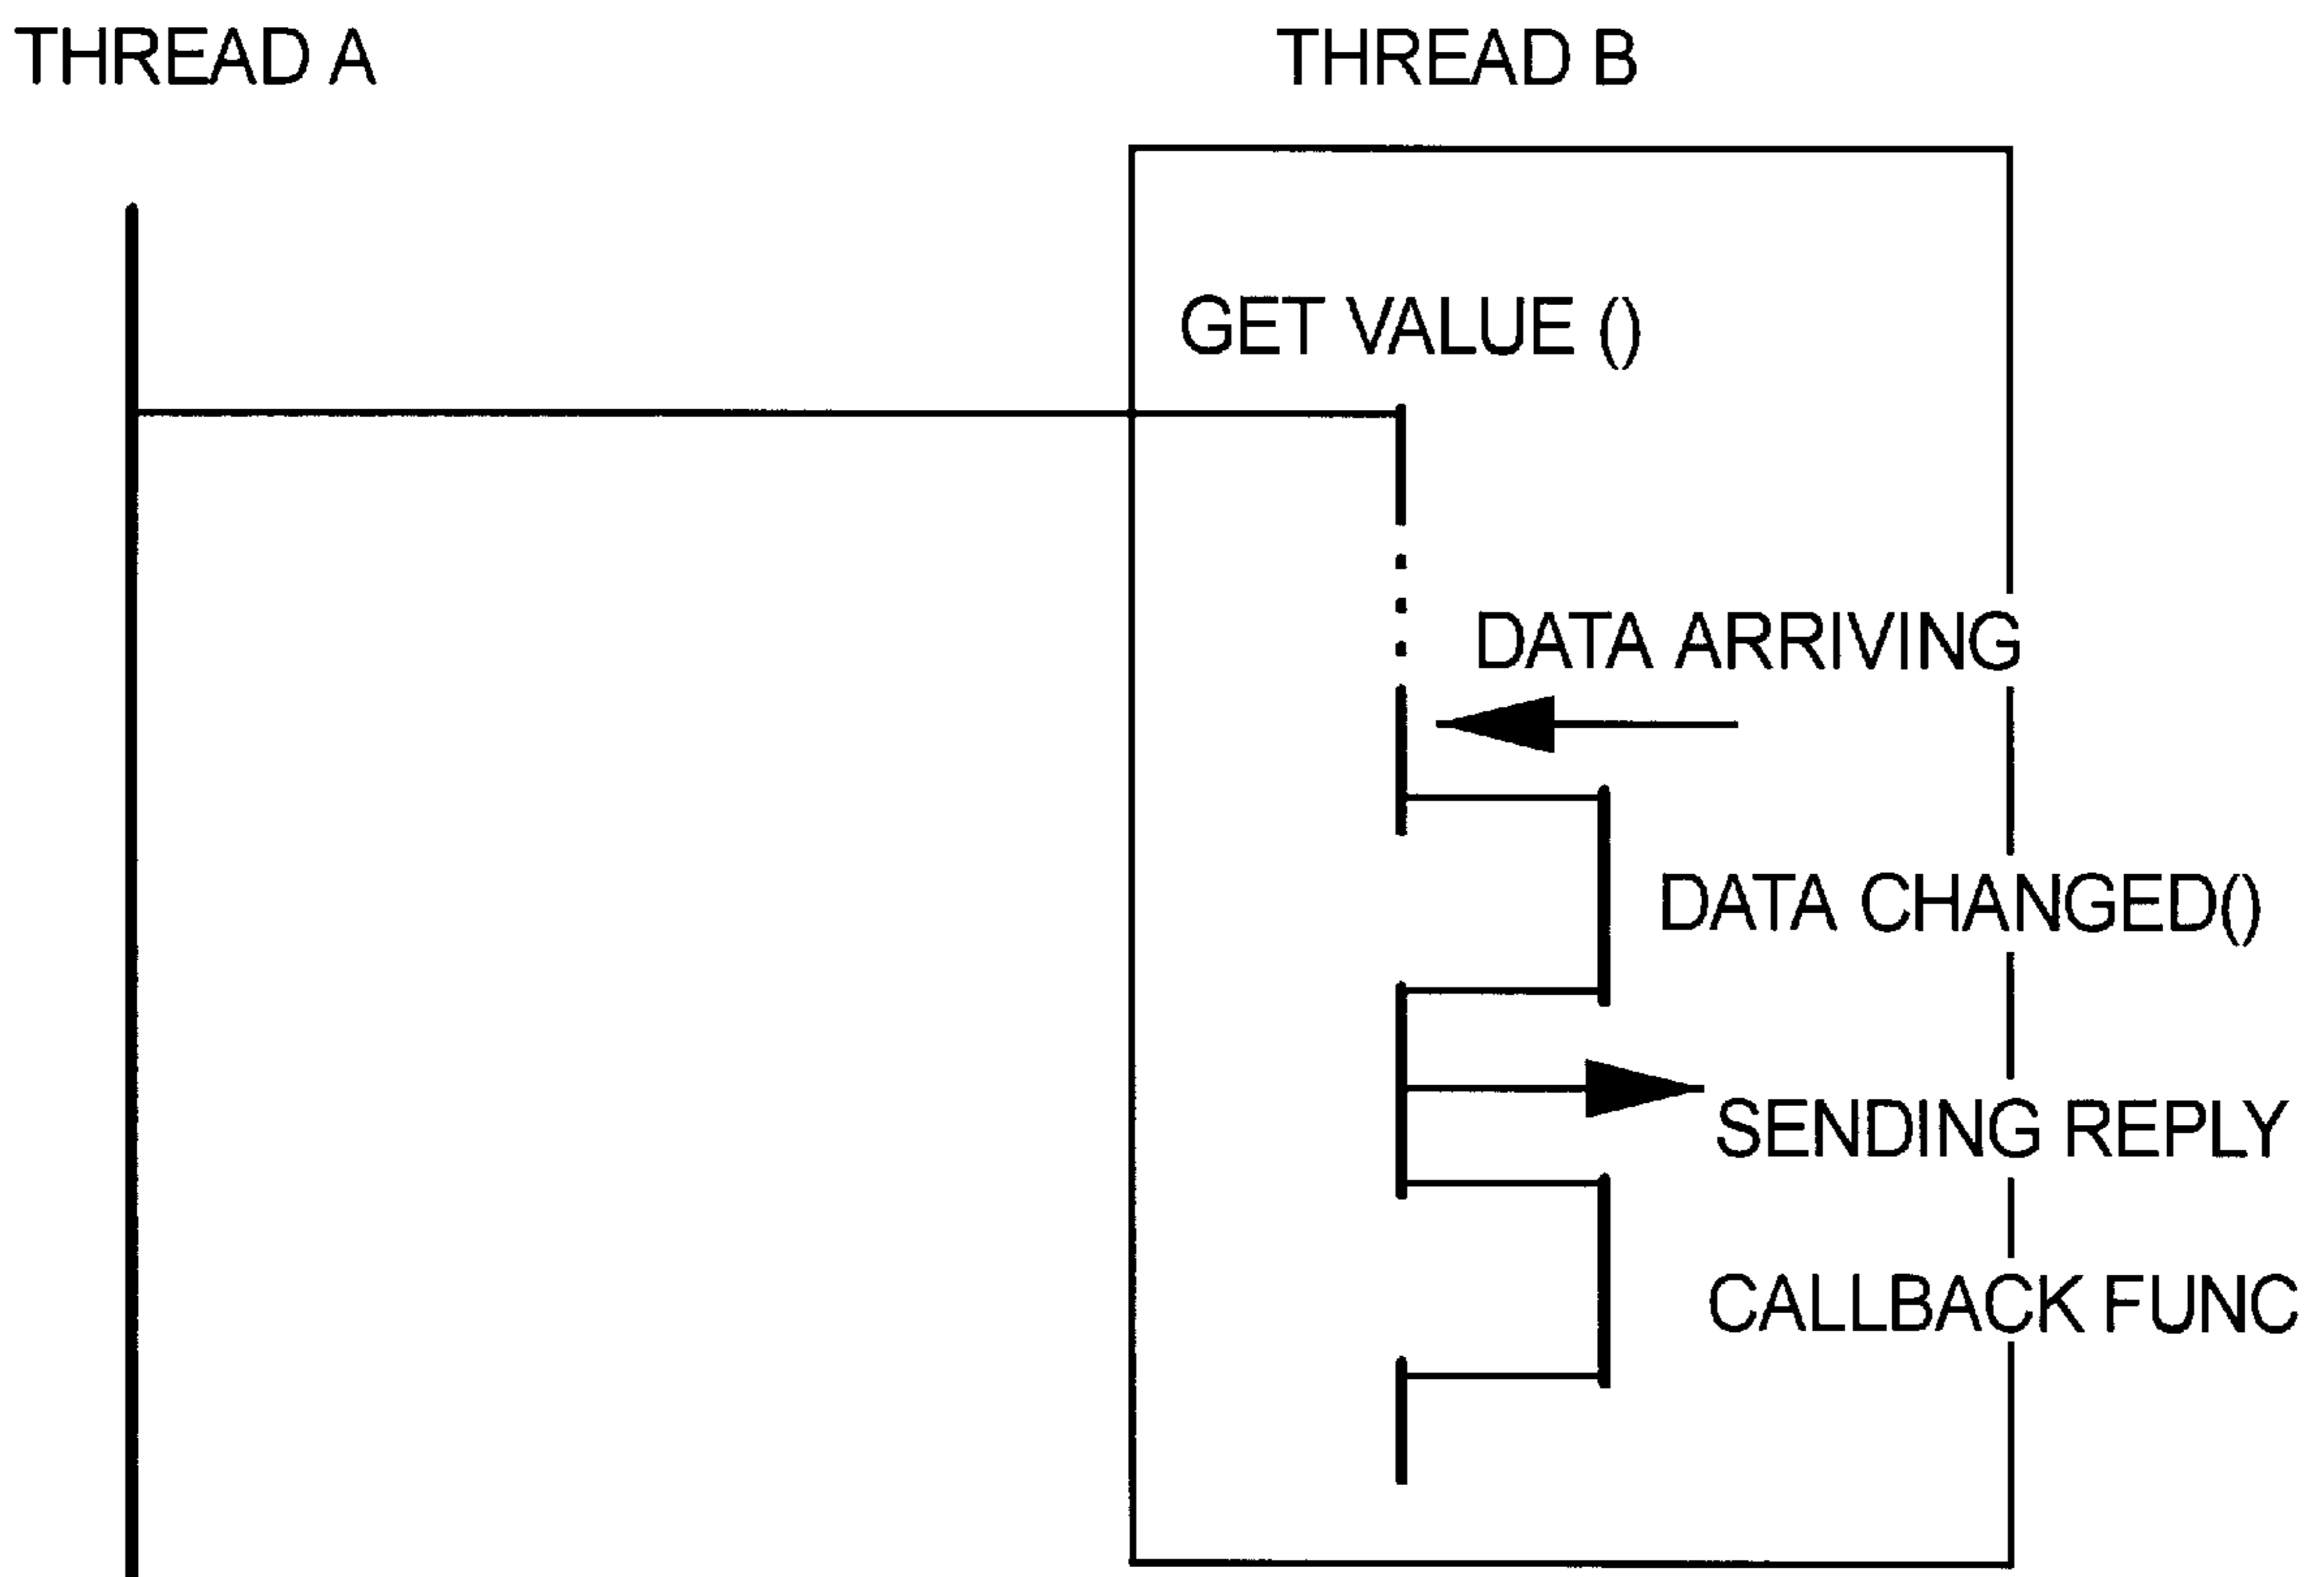 THREAD A
THREAD B
GET VALUE ()
DATA ARRIVING
DATA CHANGED()
SENDING REPLY
CALLBACK FUNC